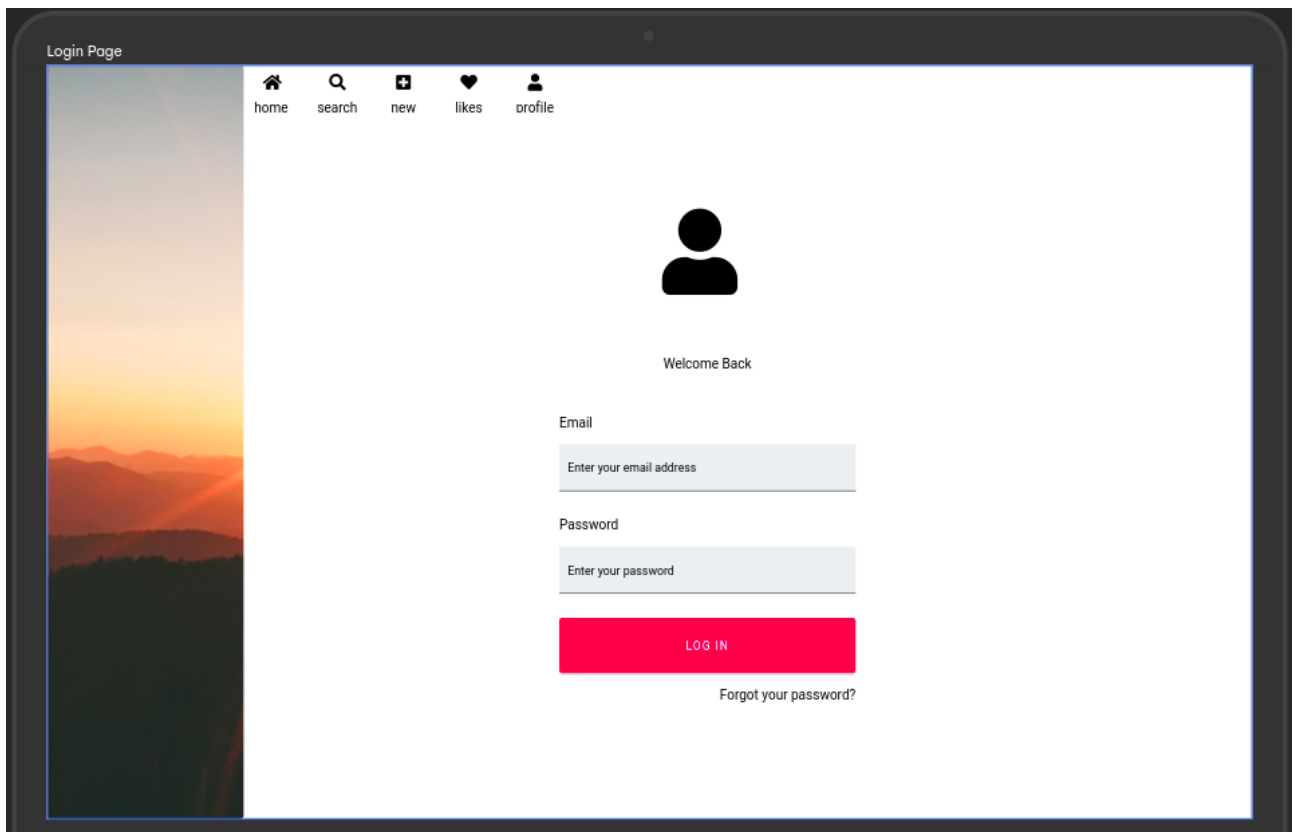 Login Page
home search new likes profile
Welcome Back
Email
Enter your email address
Password
Enter your password
LOG IN
Forgot your password?